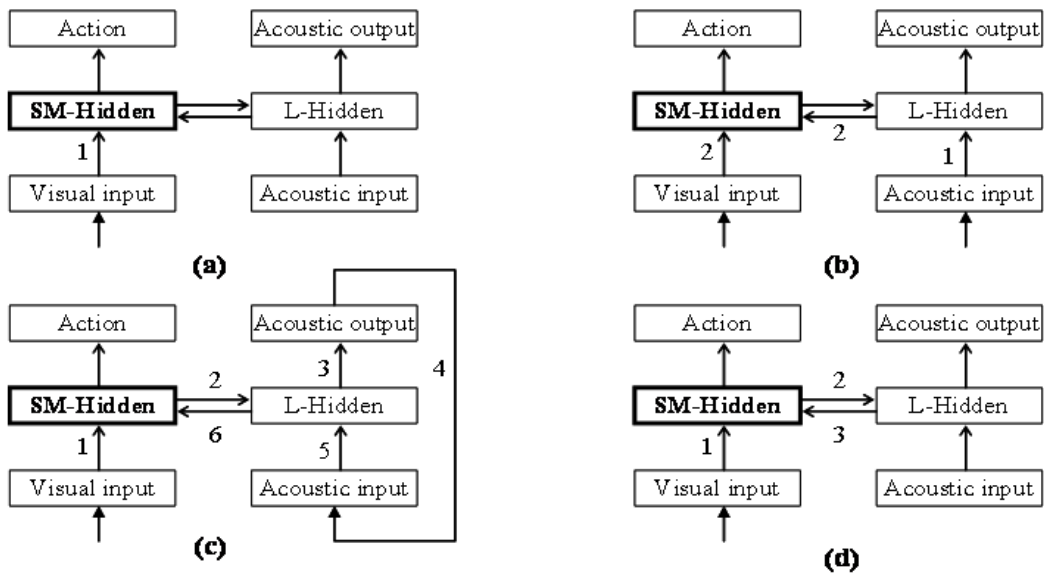 Action Acoustic output
SM-Hidden L-Hidden
1
Visual input Acoustic input
(a)
Action Acoustic output
SM-Hidden L-Hidden
2
2 1
Visual input Acoustic input
(b)
Action Acoustic output
3 4
2
SM-Hidden L-Hidden
6
1 5
Visual input Acoustic input
(c)
Action Acoustic output
2
SM-Hidden L-Hidden
3
1
Visual input Acoustic input
(d)